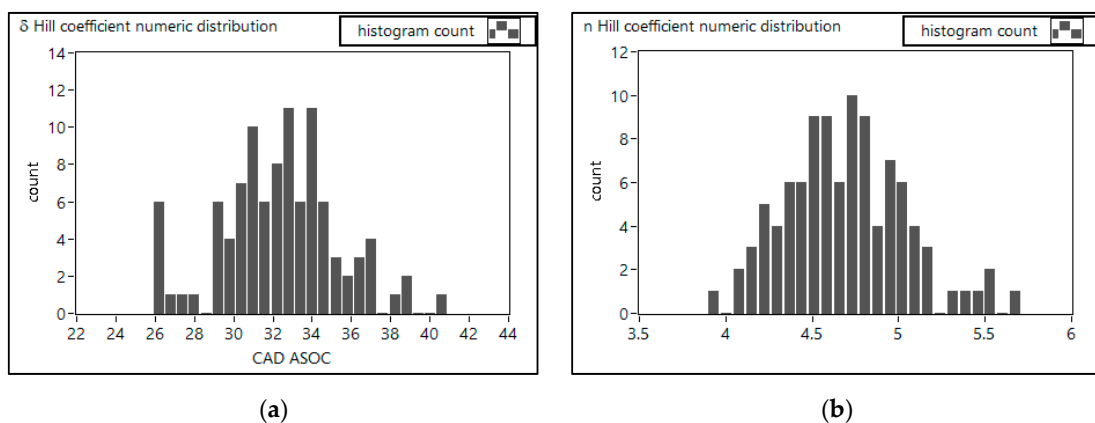 δ Hill coefficient numeric distribution
histogram count
14
12
10
8
6
4
2
0
count
22 24 26 28 30 32 34 36 38 40 42 44
CAD ASOC
(a)
n Hill coefficient numeric distribution
histogram count
12
10
8
6
4
2
0
count
3.5 4 4.5 5 5.5 6
(b)